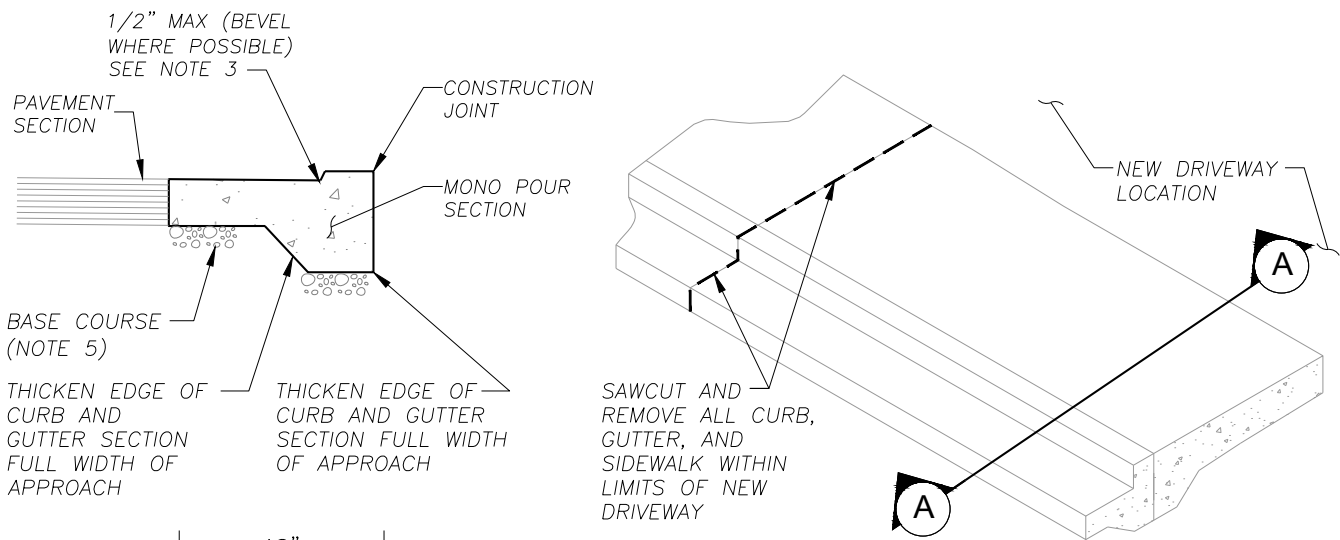 1/2" MAX (BEVEL
WHERE POSSIBLE)
SEE NOTE 3
PAVEMENT
SECTION
CONSTRUCTION
JOINT
MONO POUR
SECTION
BASE COURSE
(NOTE 5)
THICKEN EDGE OF
CURB AND
GUTTER SECTION
FULL WIDTH OF
APPROACH
THICKEN EDGE OF
CURB AND GUTTER
SECTION FULL WIDTH
OF APPROACH
NEW DRIVEWAY
LOCATION
A
A
SAWCUT AND
REMOVE ALL CURB,
GUTTER, AND
SIDEWALK WITHIN
LIMITS OF NEW
DRIVEWAY